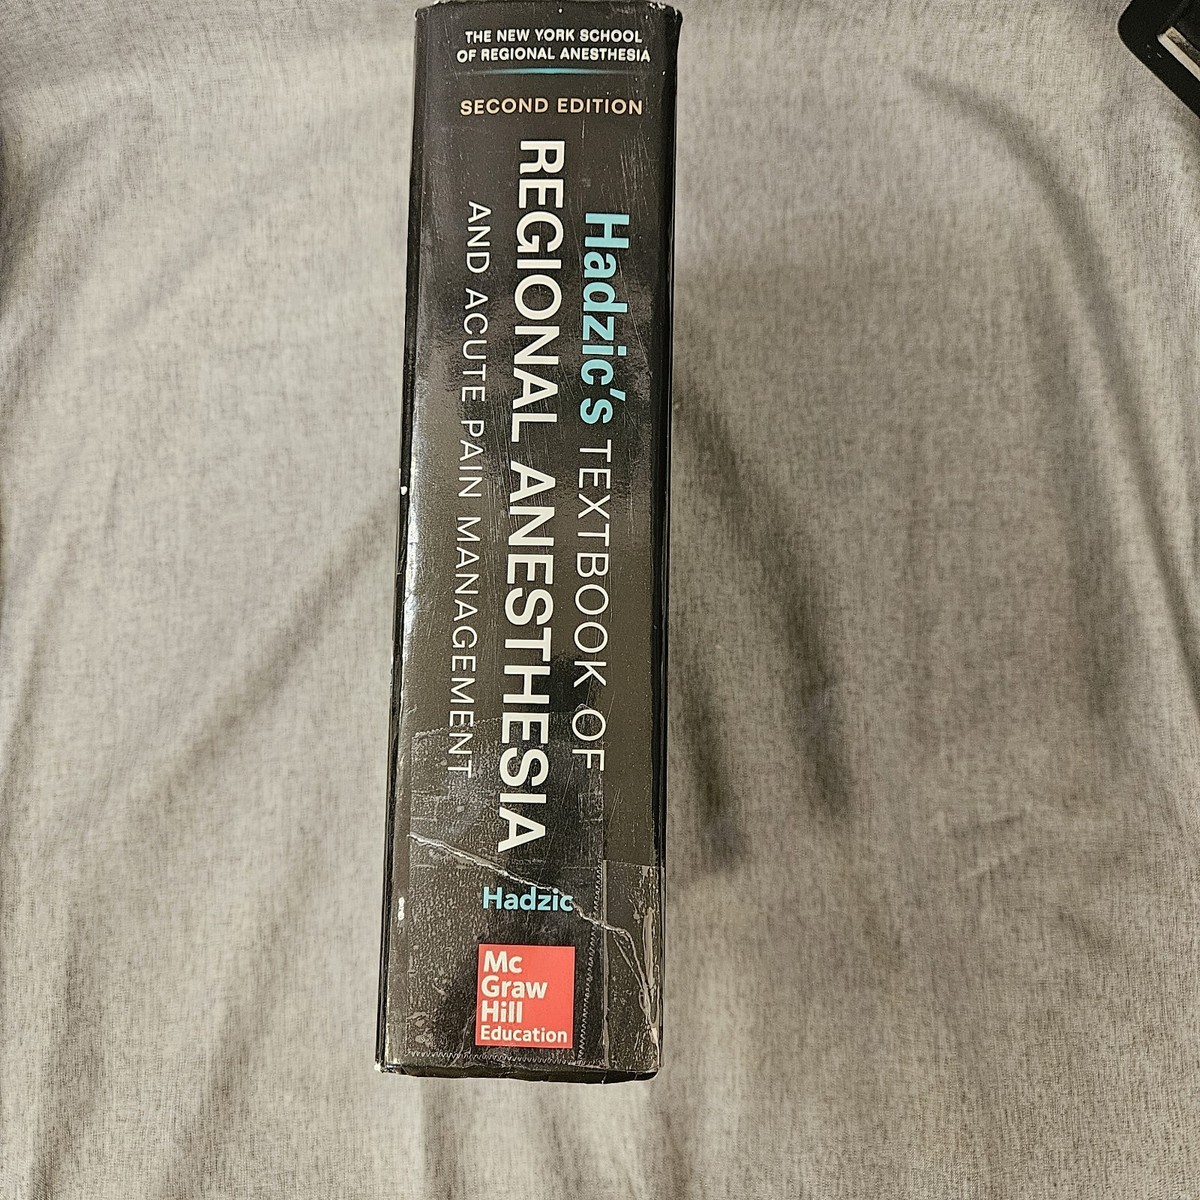 THE NEW YORK SCHOOL
OF REGIONAL ANESTHESIA
SECOND EDITION
Hadzic's TEXTBOOK OF
REGIONAL ANESTHESIA
AND ACUTE PAIN MANAGEMENT
Hadzic
Mc
Graw
Hill
Education